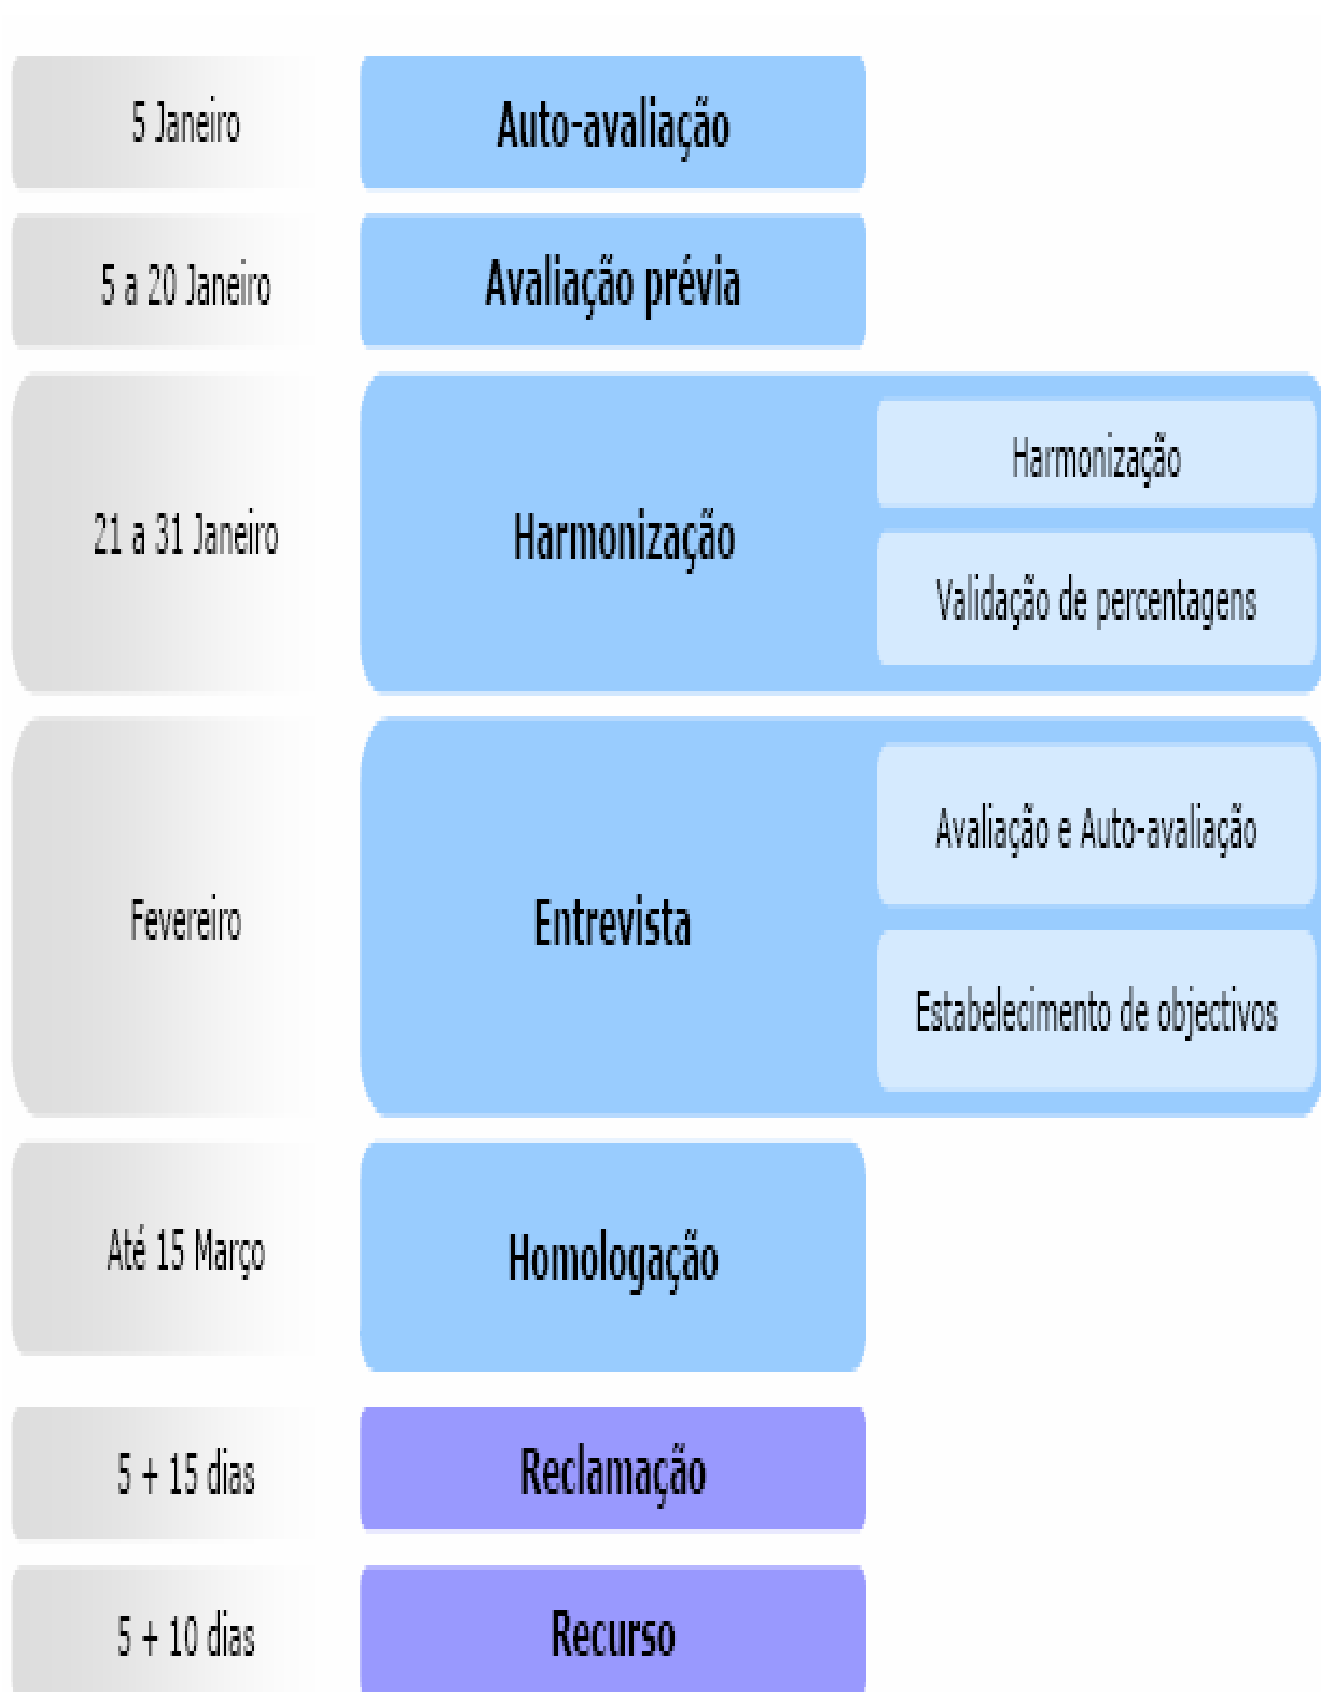 5 Janeiro
Auto-avaliação
5 a 20 Janeiro
Avaliação prévia
21 a 31 Janeiro
Harmonização
Harmonização
Validação de percentagens
Fevereiro
Entrevista
Avaliação e Auto-avaliação
Estabelecimento de objectivos
Até 15 Março
Homologação
5 + 15 dias
Reclamação
5 + 10 dias
Recurso